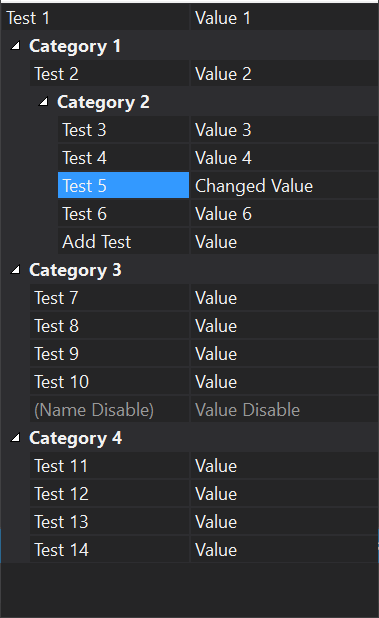 Test 1 Value 1
Category 1
Test 2 Value 2
Category 2
Test 3 Value 3
Test 4 Value 4
Test 5 Changed Value
Test 6 Value 6
Add Test Value
Category 3
Test 7 Value
Test 8 Value
Test 9 Value
Test 10 Value
(Name Disable) Value Disable
Category 4
Test 11 Value
Test 12 Value
Test 13 Value
Test 14 Value